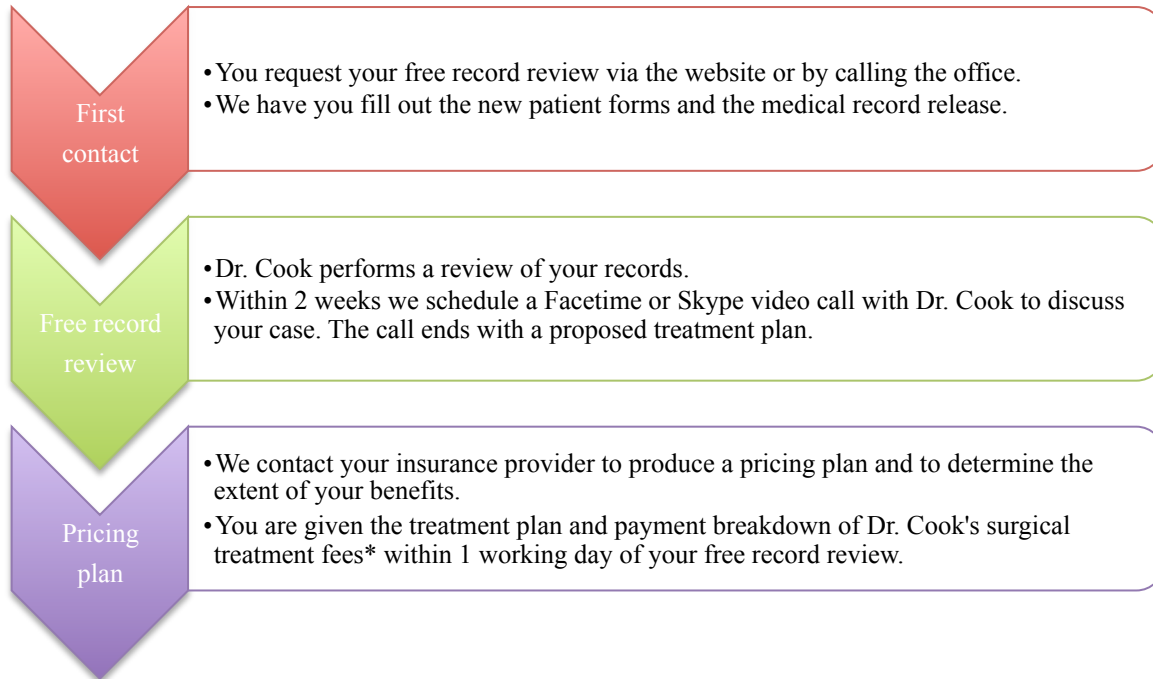 First
contact
•You request your free record review via the website or by calling the office.
•We have you fill out the new patient forms and the medical record release.
Free record
review
•Dr. Cook performs a review of your records.
•Within 2 weeks we schedule a Facetime or Skype video call with Dr. Cook to discuss
your case. The call ends with a proposed treatment plan.
Pricing
plan
•We contact your insurance provider to produce a pricing plan and to determine the
extent of your benefits.
•You are given the treatment plan and payment breakdown of Dr. Cook's surgical
treatment fees* within 1 working day of your free record review.